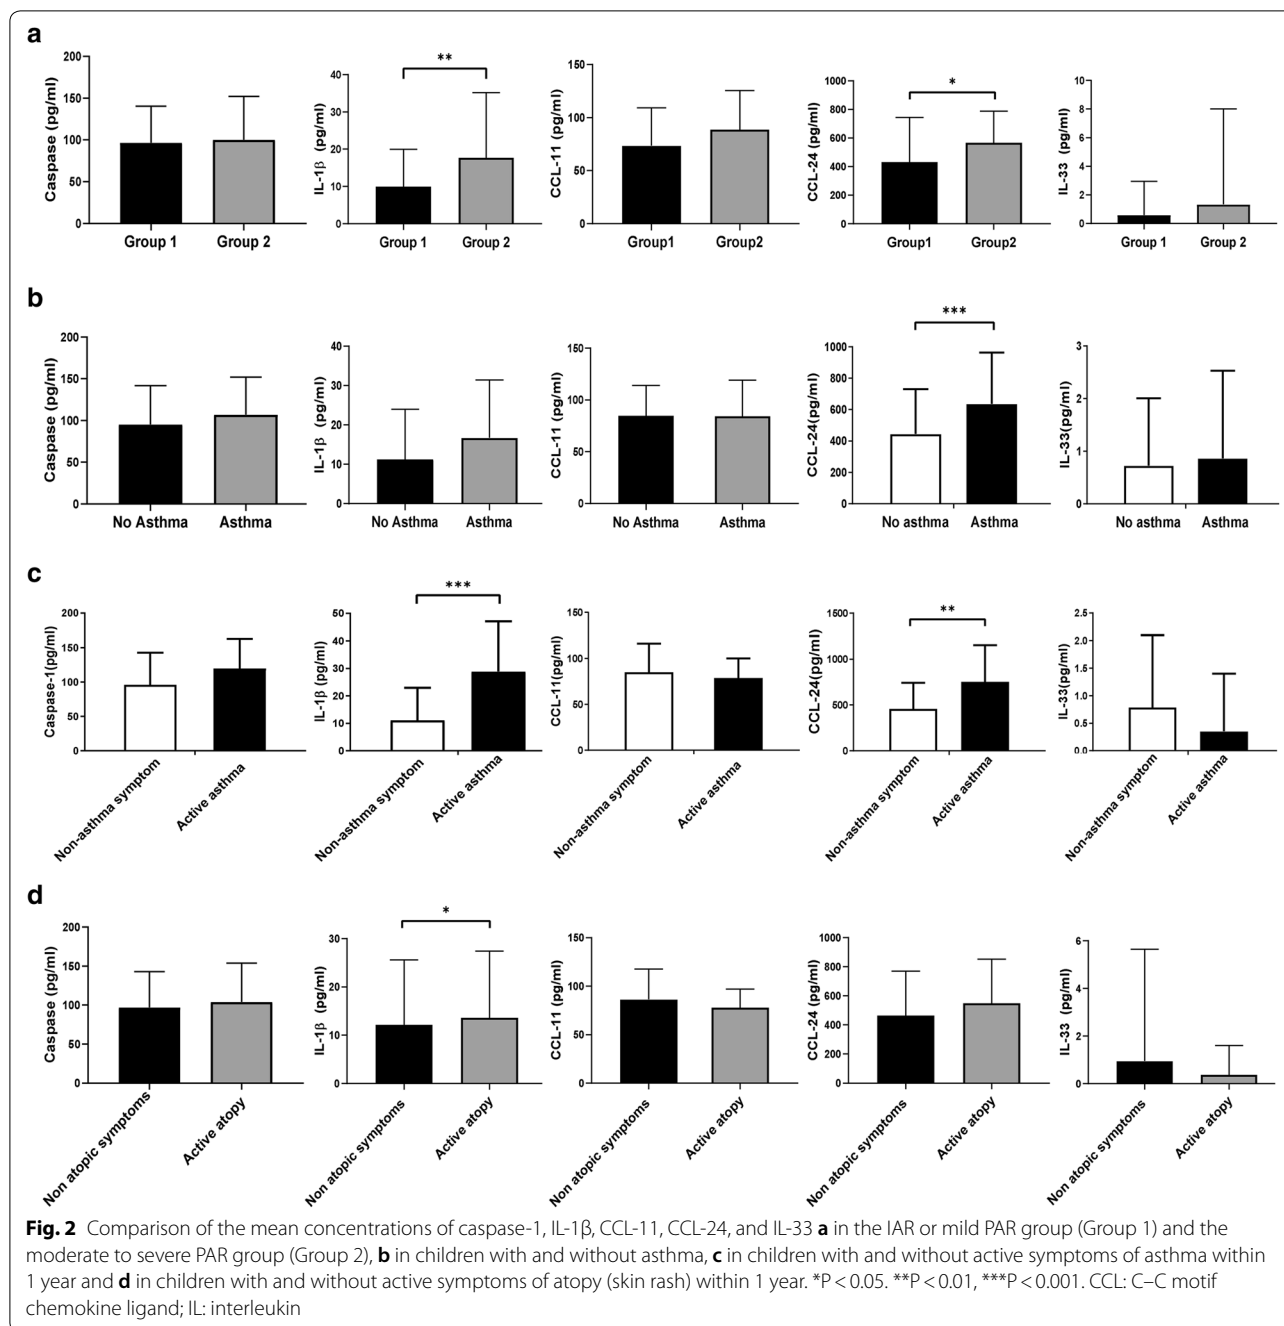 a
Caspase (pg/ml)
200
150
100
50
0
Group 1 Group 2
**
IL-1β (pg/ml)
40
30
20
10
0
Group 1 Group 2
CCL-11 (pg/ml)
150
100
50
0
Group1 Group2
*
CCL-24 (pg/ml)
1000
800
600
400
200
0
Group1 Group2
IL-33 (pg/ml)
10
8
6
4
2
0
Group 1 Group 2
b
Caspase (pg/ml)
200
150
100
50
0
No Asthma Asthma
IL-1β (pg/ml)
40
30
20
10
0
No Asthma Asthma
CCL-11 (pg/ml)
150
100
50
0
No Asthma Asthma
***
CCL-24(pg/ml)
1000
800
600
400
200
0
No asthma Asthma
IL-33(pg/ml)
3
2
1
0
No asthma Asthma
c
Caspase-1(pg/ml)
200
150
100
50
0
Non-asthma symptom
Active asthma
***
IL-1β (pg/ml)
50
40
30
20
10
0
Non-asthma symptom
Active asthma
CCL-11(pg/ml)
150
100
50
0
Non-asthma symptom
Active asthma
**
CCL-24(pg/ml)
1500
1000
500
0
Non-asthma symptom
Active asthma
IL-33(pg/ml)
2.5
2.0
1.5
1.0
0.5
0.0
Non-asthma symptom
Active asthma
d
Caspase (pg/ml)
200
150
100
50
0
Non atopic symptoms
Active atopy
*
IL-1β (pg/ml)
30
20
10
0
Non atopic symptoms
Active atopy
CCL-11 (pg/ml)
150
100
50
0
Non atopic symptoms
Active atopy
CCL-24 (pg/ml)
1000
800
600
400
200
0
Non atopic symptoms
Active atopy
IL-33 (pg/ml)
6
4
2
0
Non atopic symptoms
Active atopy
Fig. 2 Comparison of the mean concentrations of caspase-1, IL-1β, CCL-11, CCL-24, and IL-33 a in the IAR or mild PAR group (Group 1) and the
moderate to severe PAR group (Group 2), b in children with and without asthma, c in children with and without active symptoms of asthma within
1 year and d in children with and without active symptoms of atopy (skin rash) within 1 year. *P < 0.05. **P < 0.01, ***P < 0.001. CCL: C–C motif
chemokine ligand; IL: interleukin